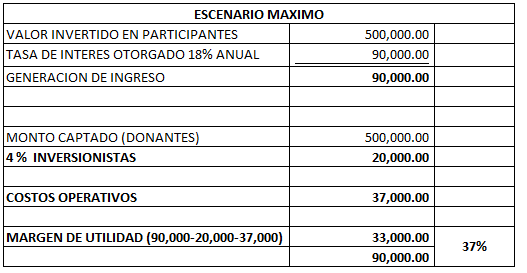 ESCENARIO MAXIMO
VALOR INVERTIDO EN PARTICIPANTES 500,000.00
TASA DE INTERES OTORGADO 18% ANUAL 90,000.00
GENERACION DE INGRESO 90,000.00
MONTO CAPTADO (DONANTES) 500,000.00
4 % INVERSIONISTAS 20,000.00
COSTOS OPERATIVOS 37,000.00
MARGEN DE UTILIDAD (90,000-20,000-37,000) 33,000.00
37%
90,000.00